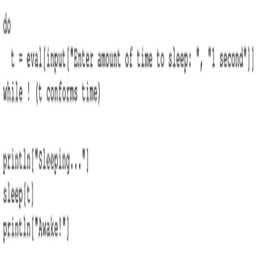 do
  t = eval(input("Enter amount of time to sleep: ", "1 second"))
while ! (t conforms time)

println("Sleeping...")
sleep(t)
println("Awake!")